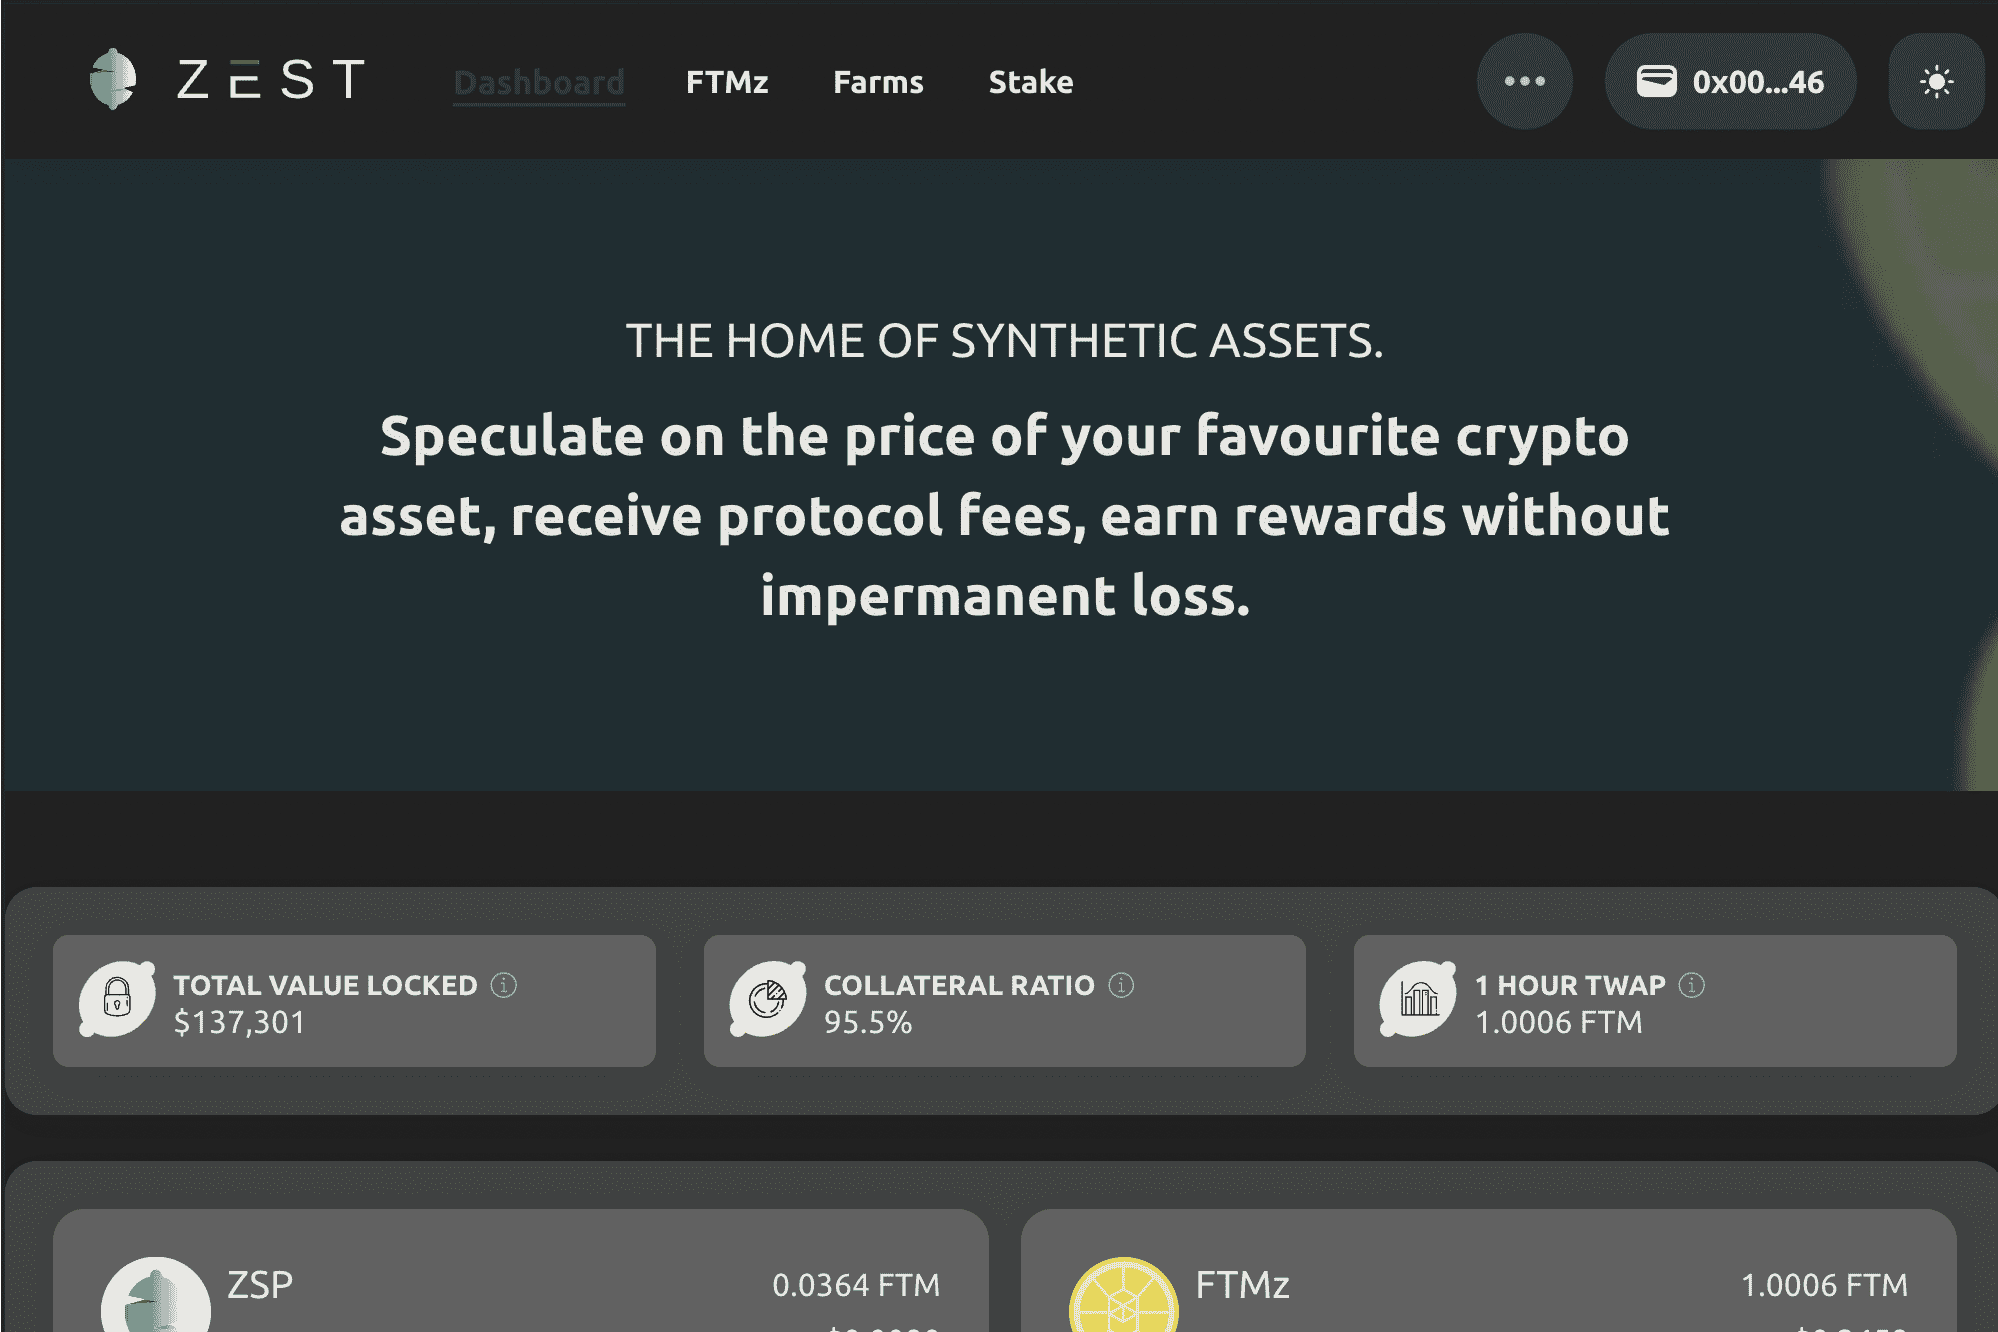 ZEST
Dashboard FTMz Farms Stake
0x00...46
THE HOME OF SYNTHETIC ASSETS.
Speculate on the price of your favourite crypto
asset, receive protocol fees, earn rewards without
impermanent loss.
TOTAL VALUE LOCKED
$137,301
COLLATERAL RATIO
95.5%
1 HOUR TWAP
1.0006 FTM
ZSP
0.0364 FTM
FTMz
1.0006 FTM